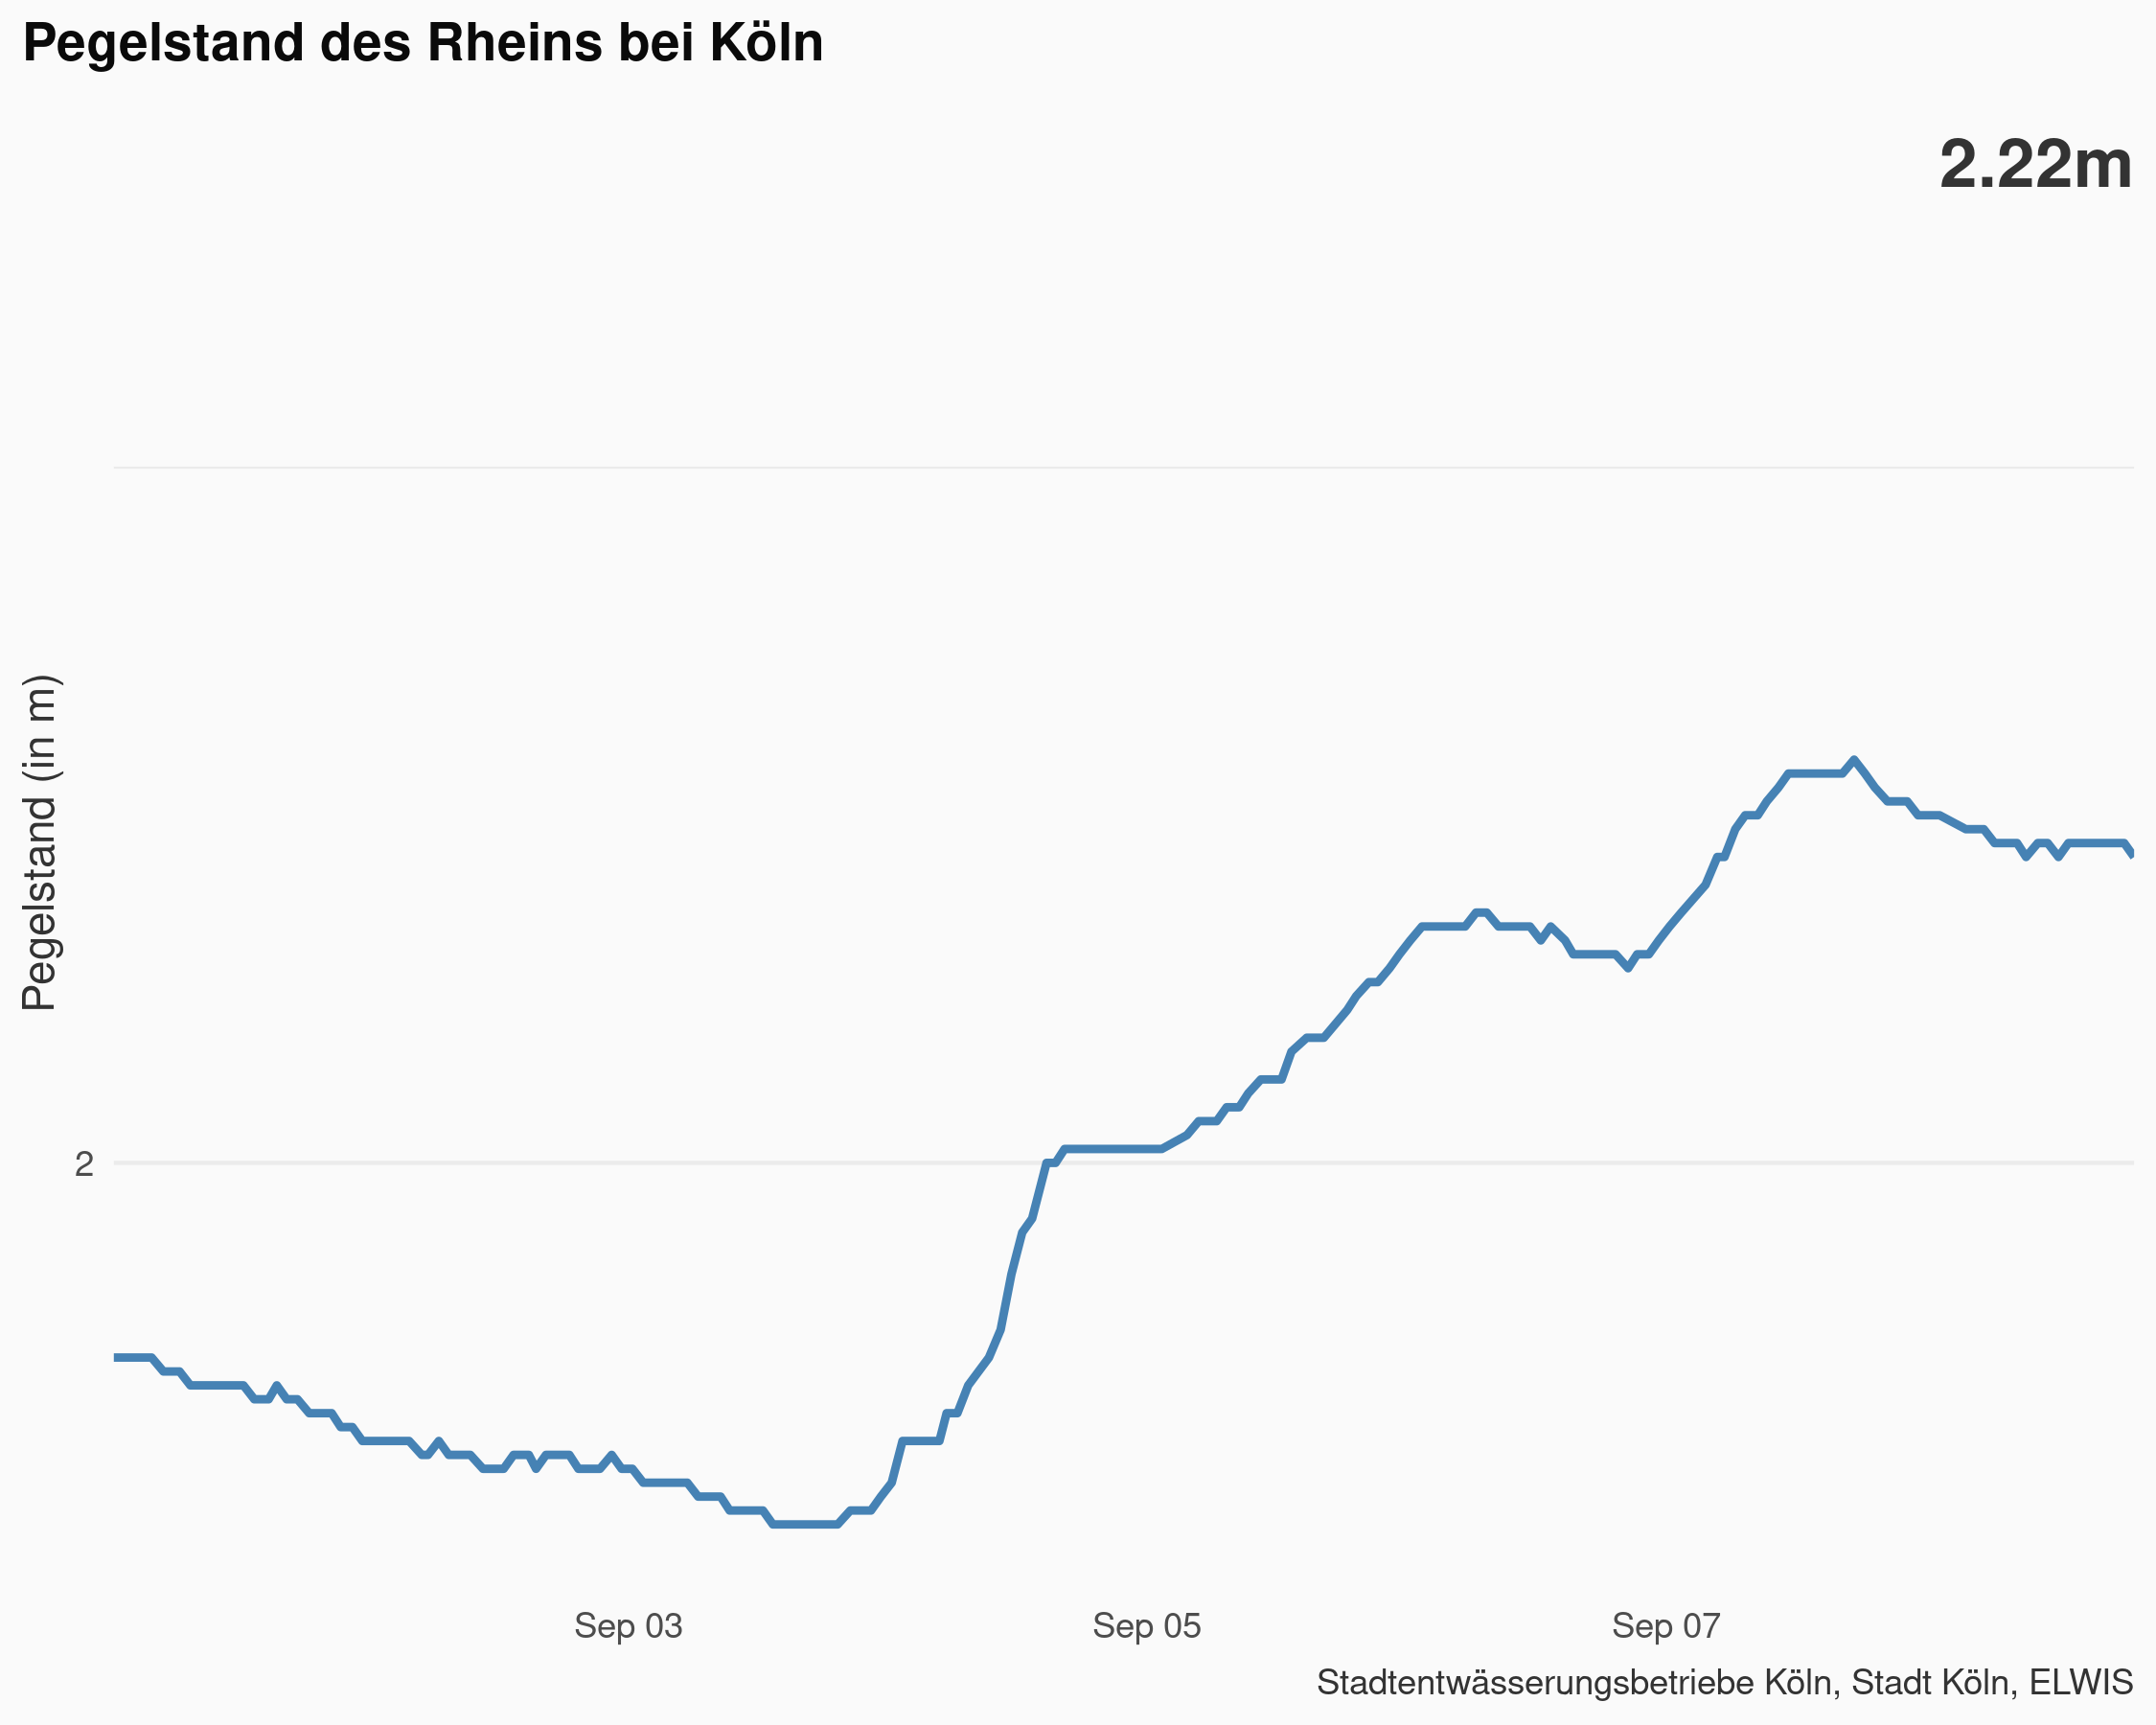 Pegelstand des Rheins bei Köln
2.22m
Pegelstand (in m)
2
Sep 03
Sep 05
Sep 07
Stadtentwässerungsbetriebe Köln, Stadt Köln, ELWIS